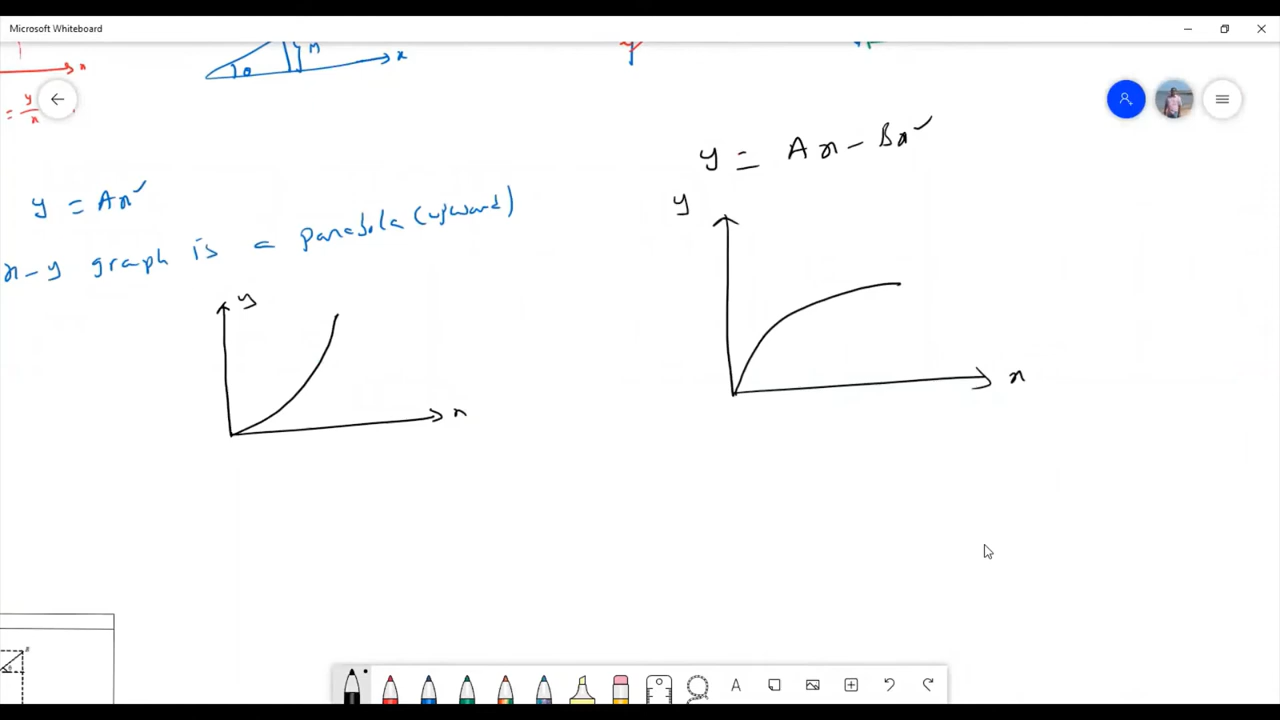 Microsoft Whiteboard
M
x
θ
y
x
= y/x
y = Ax²
x-y graph is a parabola (upward)
y
x
y = Ax - Bx²
y
x
A